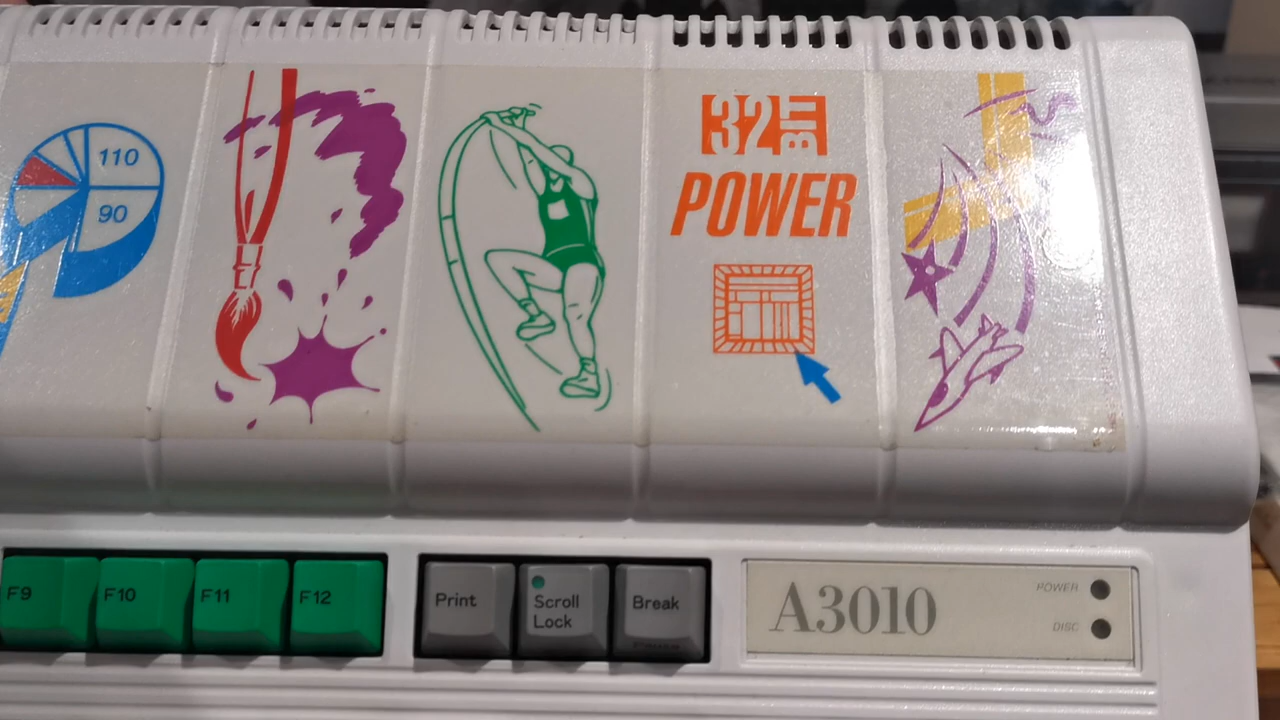 110
90
32 BIT
POWER
F9
F10
F11
F12
Print
Scroll
Lock
Break
A3010
POWER
DISC